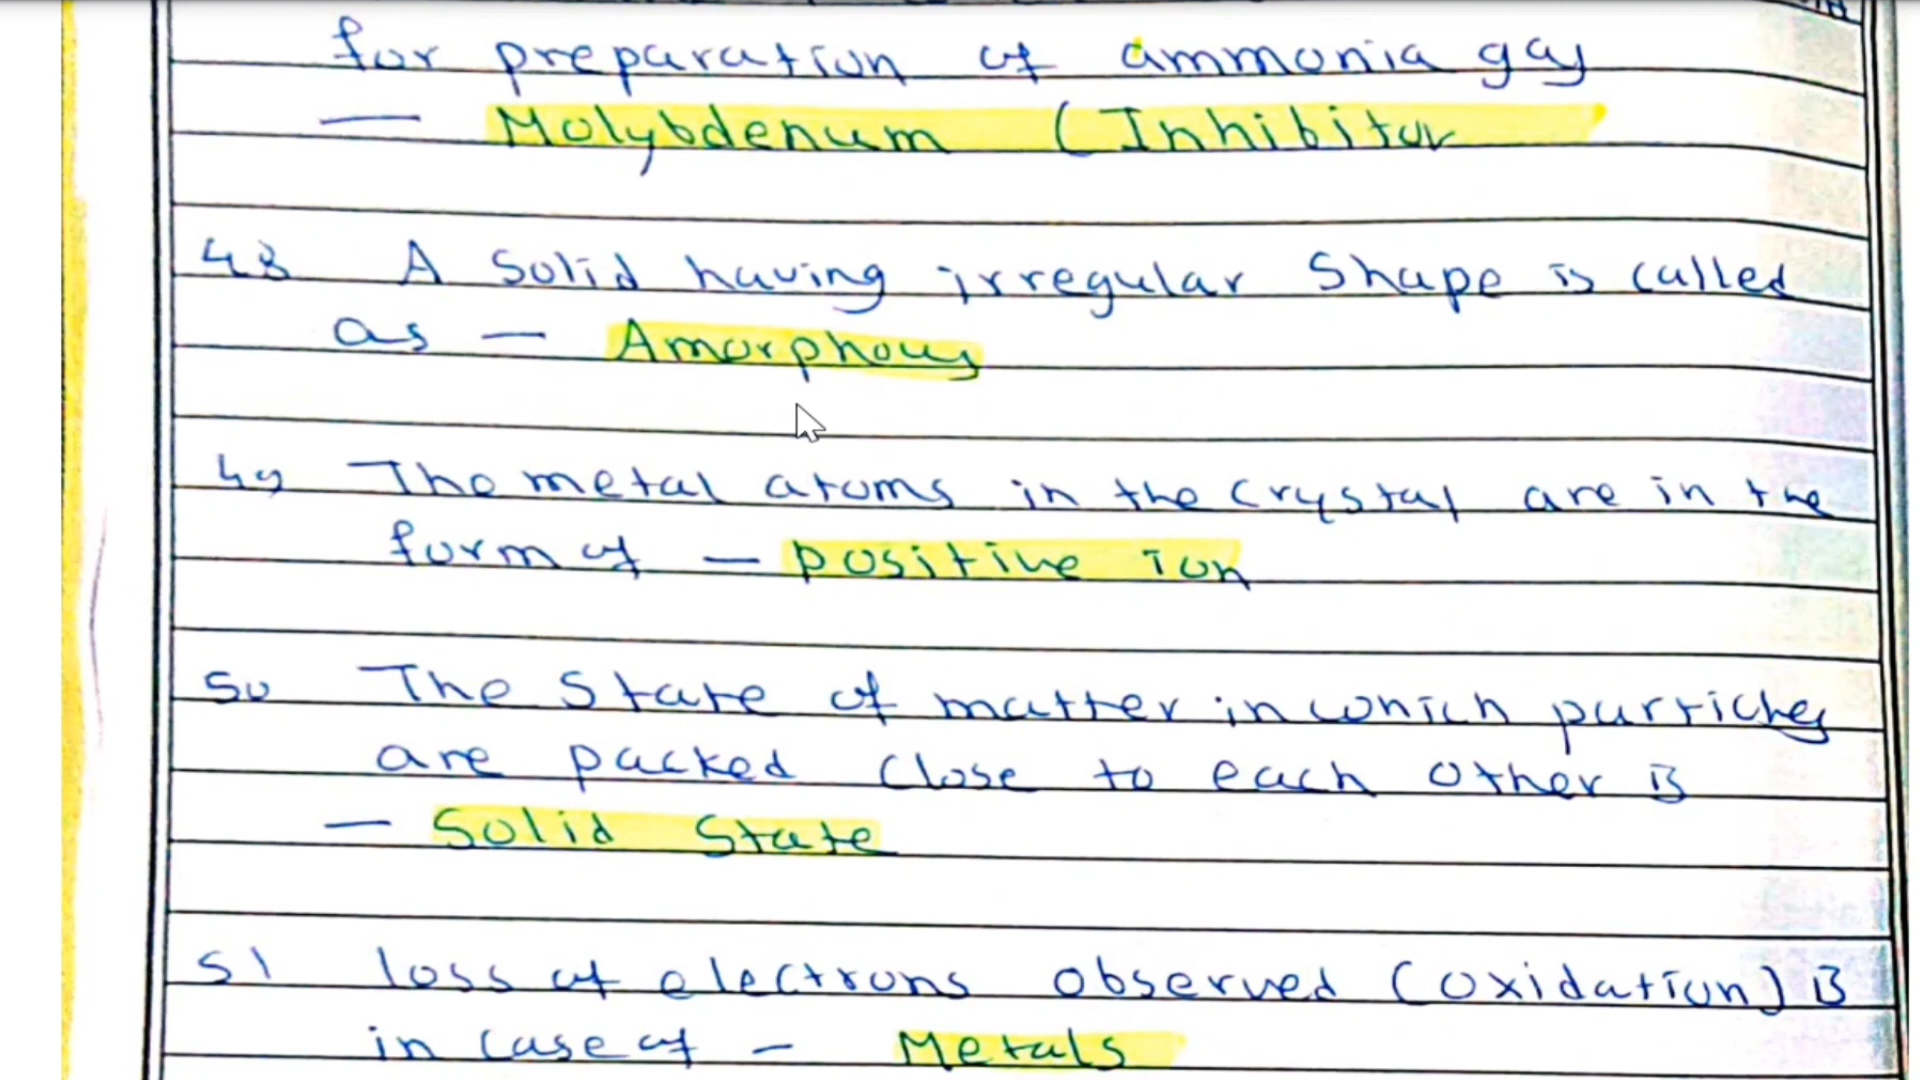 for preparation of ammonia gas
— Molybdenum (Inhibitor
48 A Solid having irregular Shape is called
as — Amorphous
49 The metal atoms in the crystal are in the
form of — positive ion
50 The State of matter in which particles
are packed close to each other is
— Solid State
51 loss of electrons observed (oxidation) is
in case of — Metals